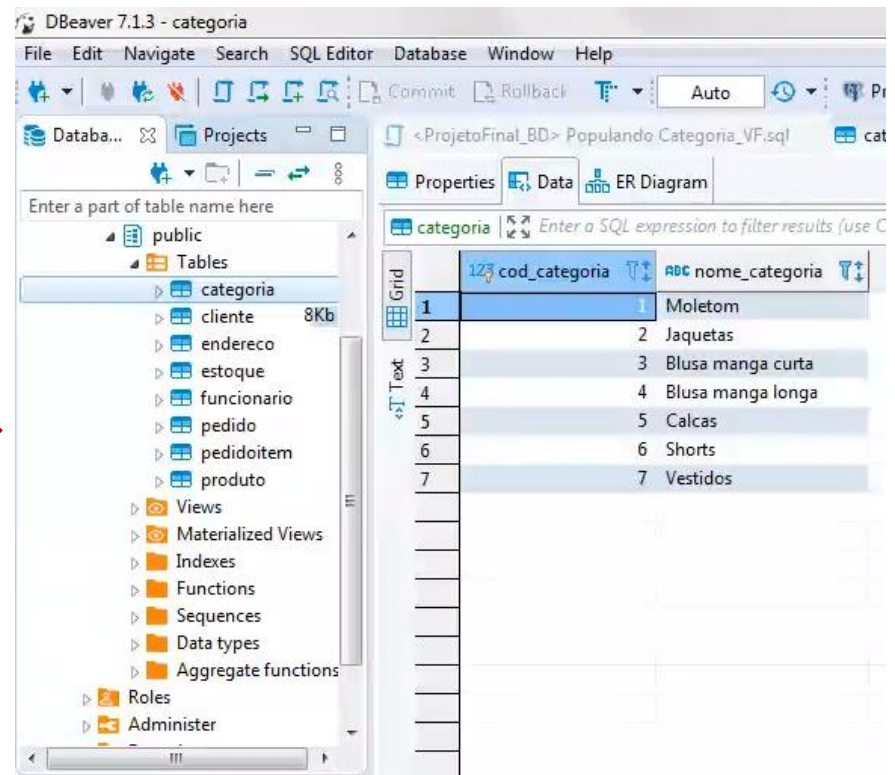 DBeaver 7.1.3 - categoria
File Edit Navigate Search SQL Editor Database Window Help
Commit Rollback T Auto
Databa... Projects
<ProjetoFinal_BD> Populando Categoria_VF.sql
Properties Data ER Diagram
Enter a part of table name here
categoria Enter a SQL expression to filter results (use
public
Tables
categoria
cliente 8Kb
endereco
estoque
funcionario
pedido
pedidoitem
produto
Views
Materialized Views
Indexes
Functions
Sequences
Data types
Aggregate functions
Roles
Administer
Grid
Text
123 cod_categoria ABC nome_categoria
1 1 Moletom
2 2 Jaquetas
3 3 Blusa manga curta
4 4 Blusa manga longa
5 5 Calcas
6 6 Shorts
7 7 Vestidos